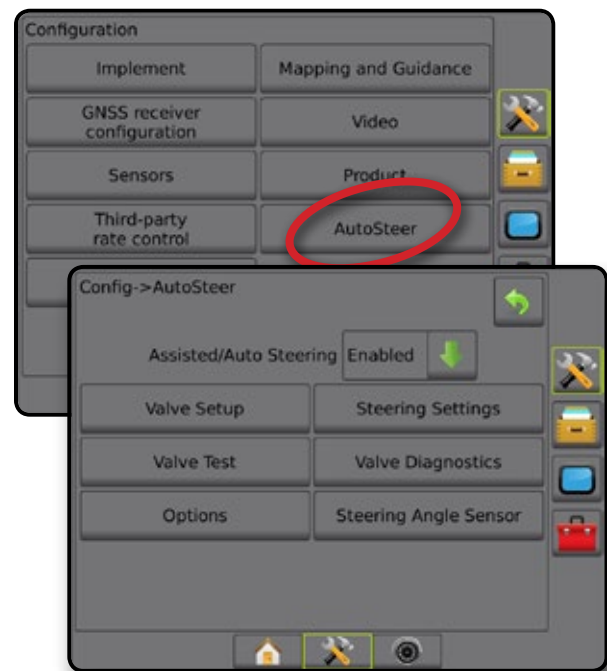 Configuration
Implement
Mapping and Guidance
GNSS receiver
configuration
Video
Sensors
Product
Third-party
rate control
AutoSteer
Config->AutoSteer
Assisted/Auto Steering Enabled
Valve Setup
Steering Settings
Valve Test
Valve Diagnostics
Options
Steering Angle Sensor